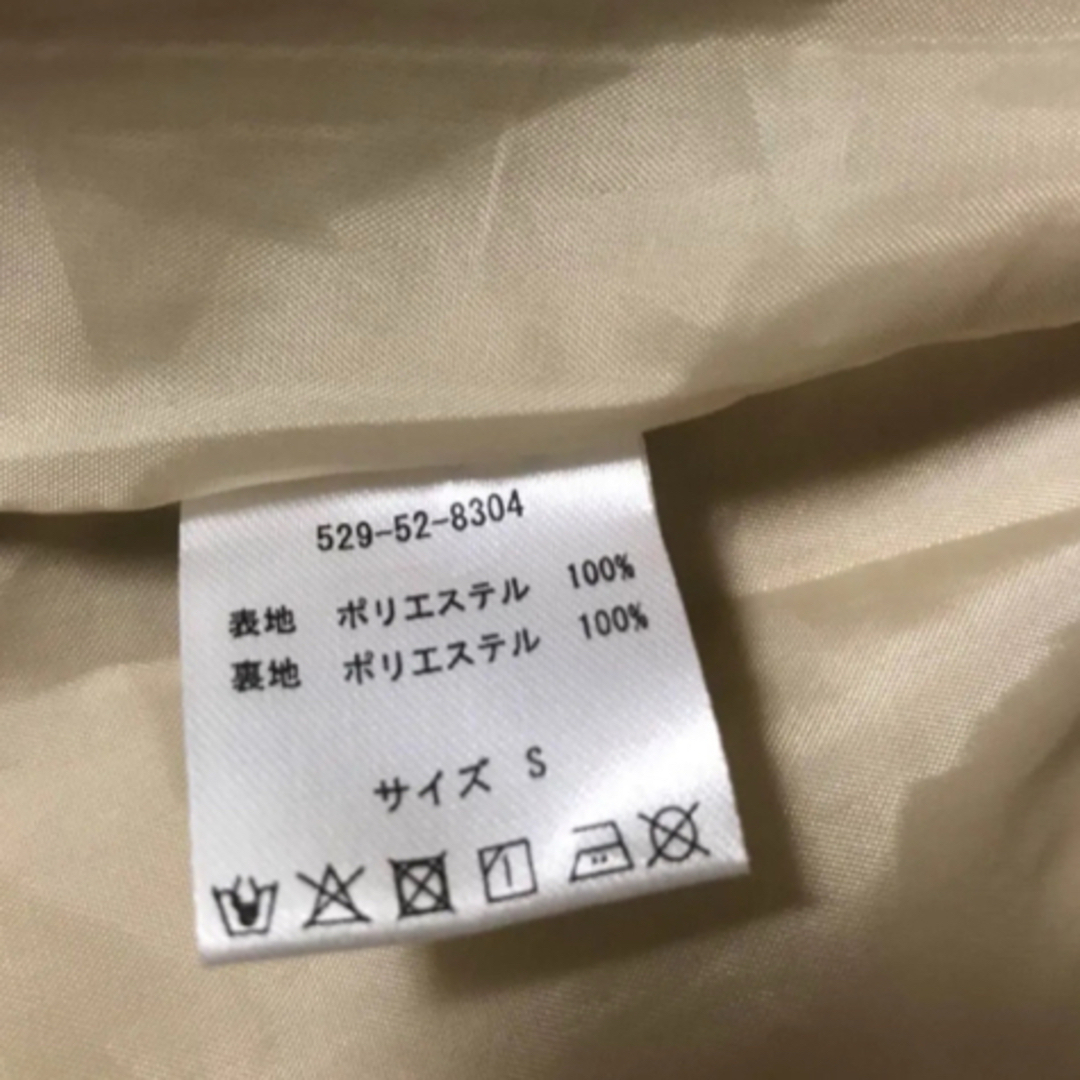 529-52-8304
表地 ポリエステル 100%
裏地 ポリエステル 100%
サイズ S